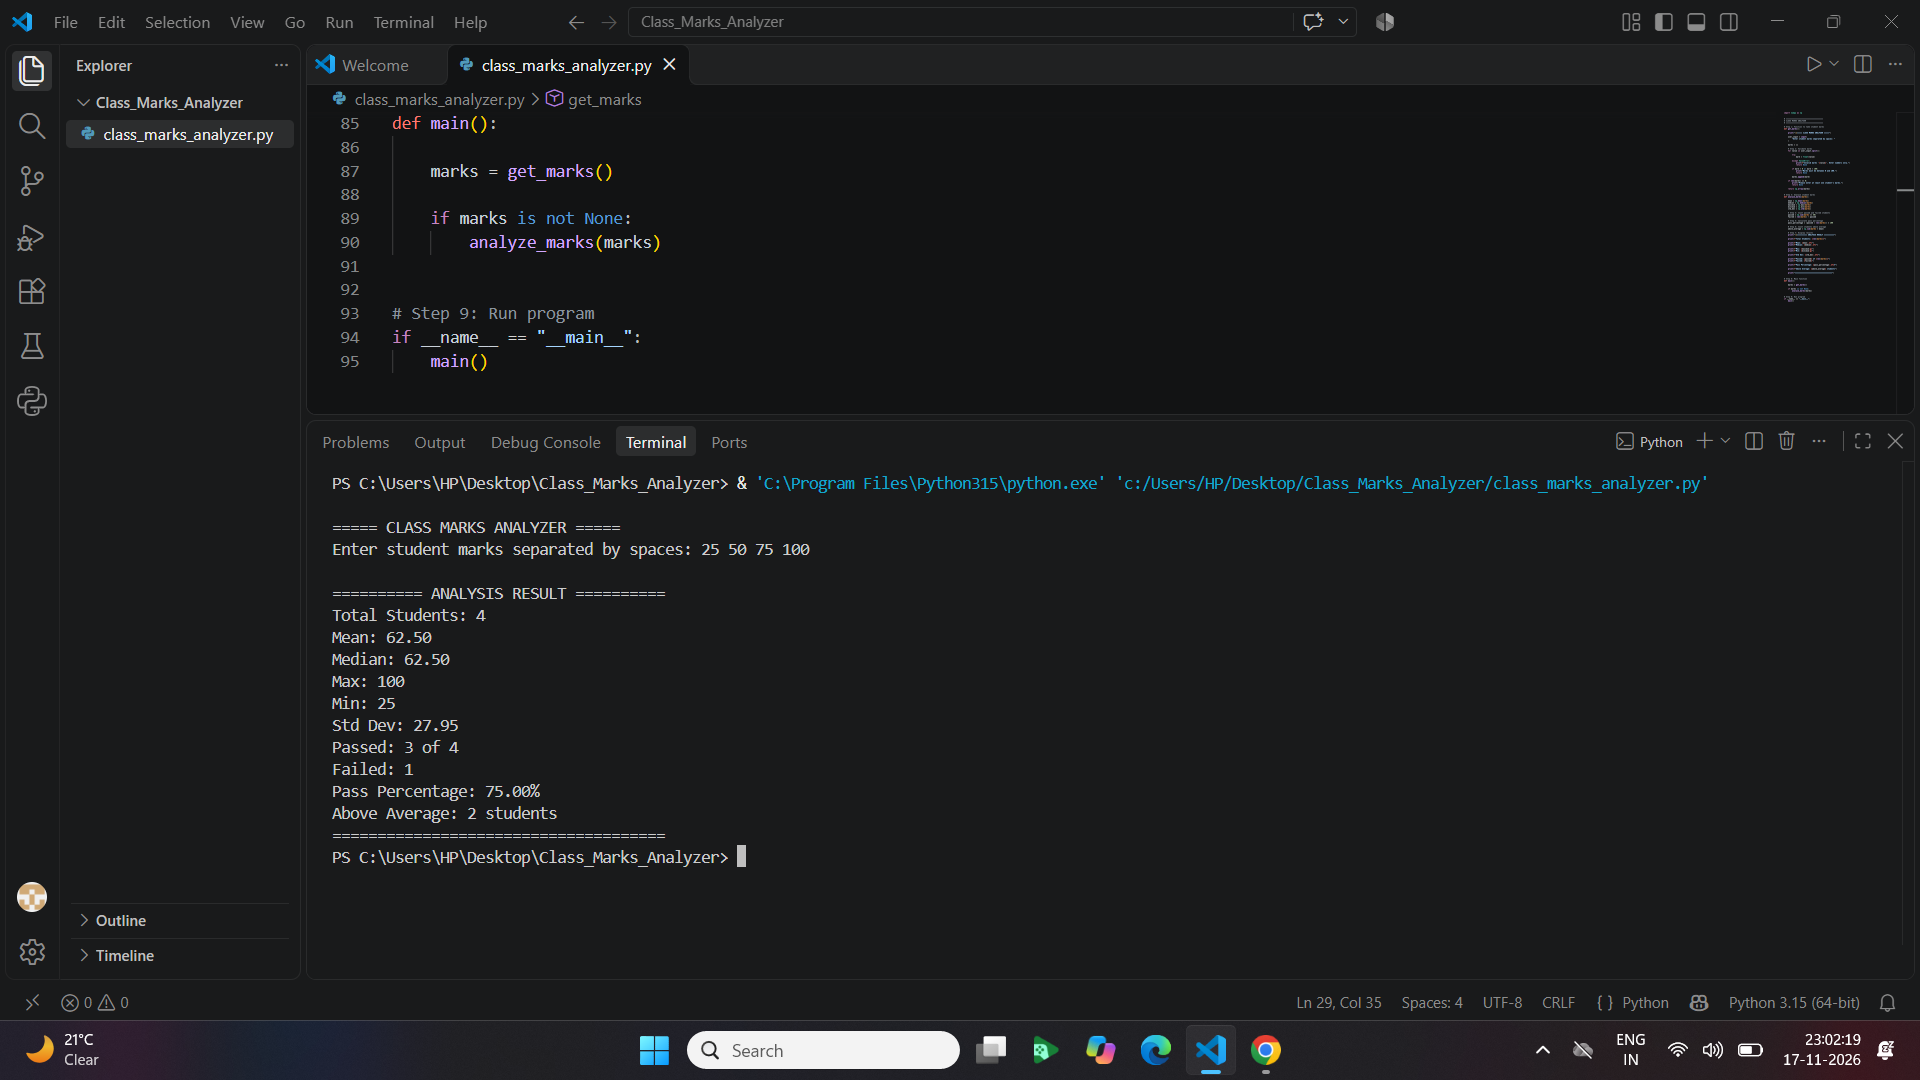 File Edit Selection View Go Run Terminal Help
Class_Marks_Analyzer
Explorer
Class_Marks_Analyzer
class_marks_analyzer.py
Outline
Timeline
Welcome
class_marks_analyzer.py
class_marks_analyzer.py > get_marks
85 def main():
86
87 marks = get_marks()
88
89 if marks is not None:
90 analyze_marks(marks)
91
92
93 # Step 9: Run program
94 if __name__ == "__main__":
95 main()
Problems Output Debug Console Terminal Ports
Python
PS C:\Users\HP\Desktop\Class_Marks_Analyzer> & 'C:\Program Files\Python315\python.exe' 'c:/Users/HP/Desktop/Class_Marks_Analyzer/class_marks_analyzer.py'
===== CLASS MARKS ANALYZER =====
Enter student marks separated by spaces: 25 50 75 100
========== ANALYSIS RESULT ==========
Total Students: 4
Mean: 62.50
Median: 62.50
Max: 100
Min: 25
Std Dev: 27.95
Passed: 3 of 4
Failed: 1
Pass Percentage: 75.00%
Above Average: 2 students
=====================================
PS C:\Users\HP\Desktop\Class_Marks_Analyzer>
0 0
Ln 29, Col 35 Spaces: 4 UTF-8 CRLF { } Python Python 3.15 (64-bit)
21°C
Clear
Search
ENG
IN
23:02:19
17-11-2026